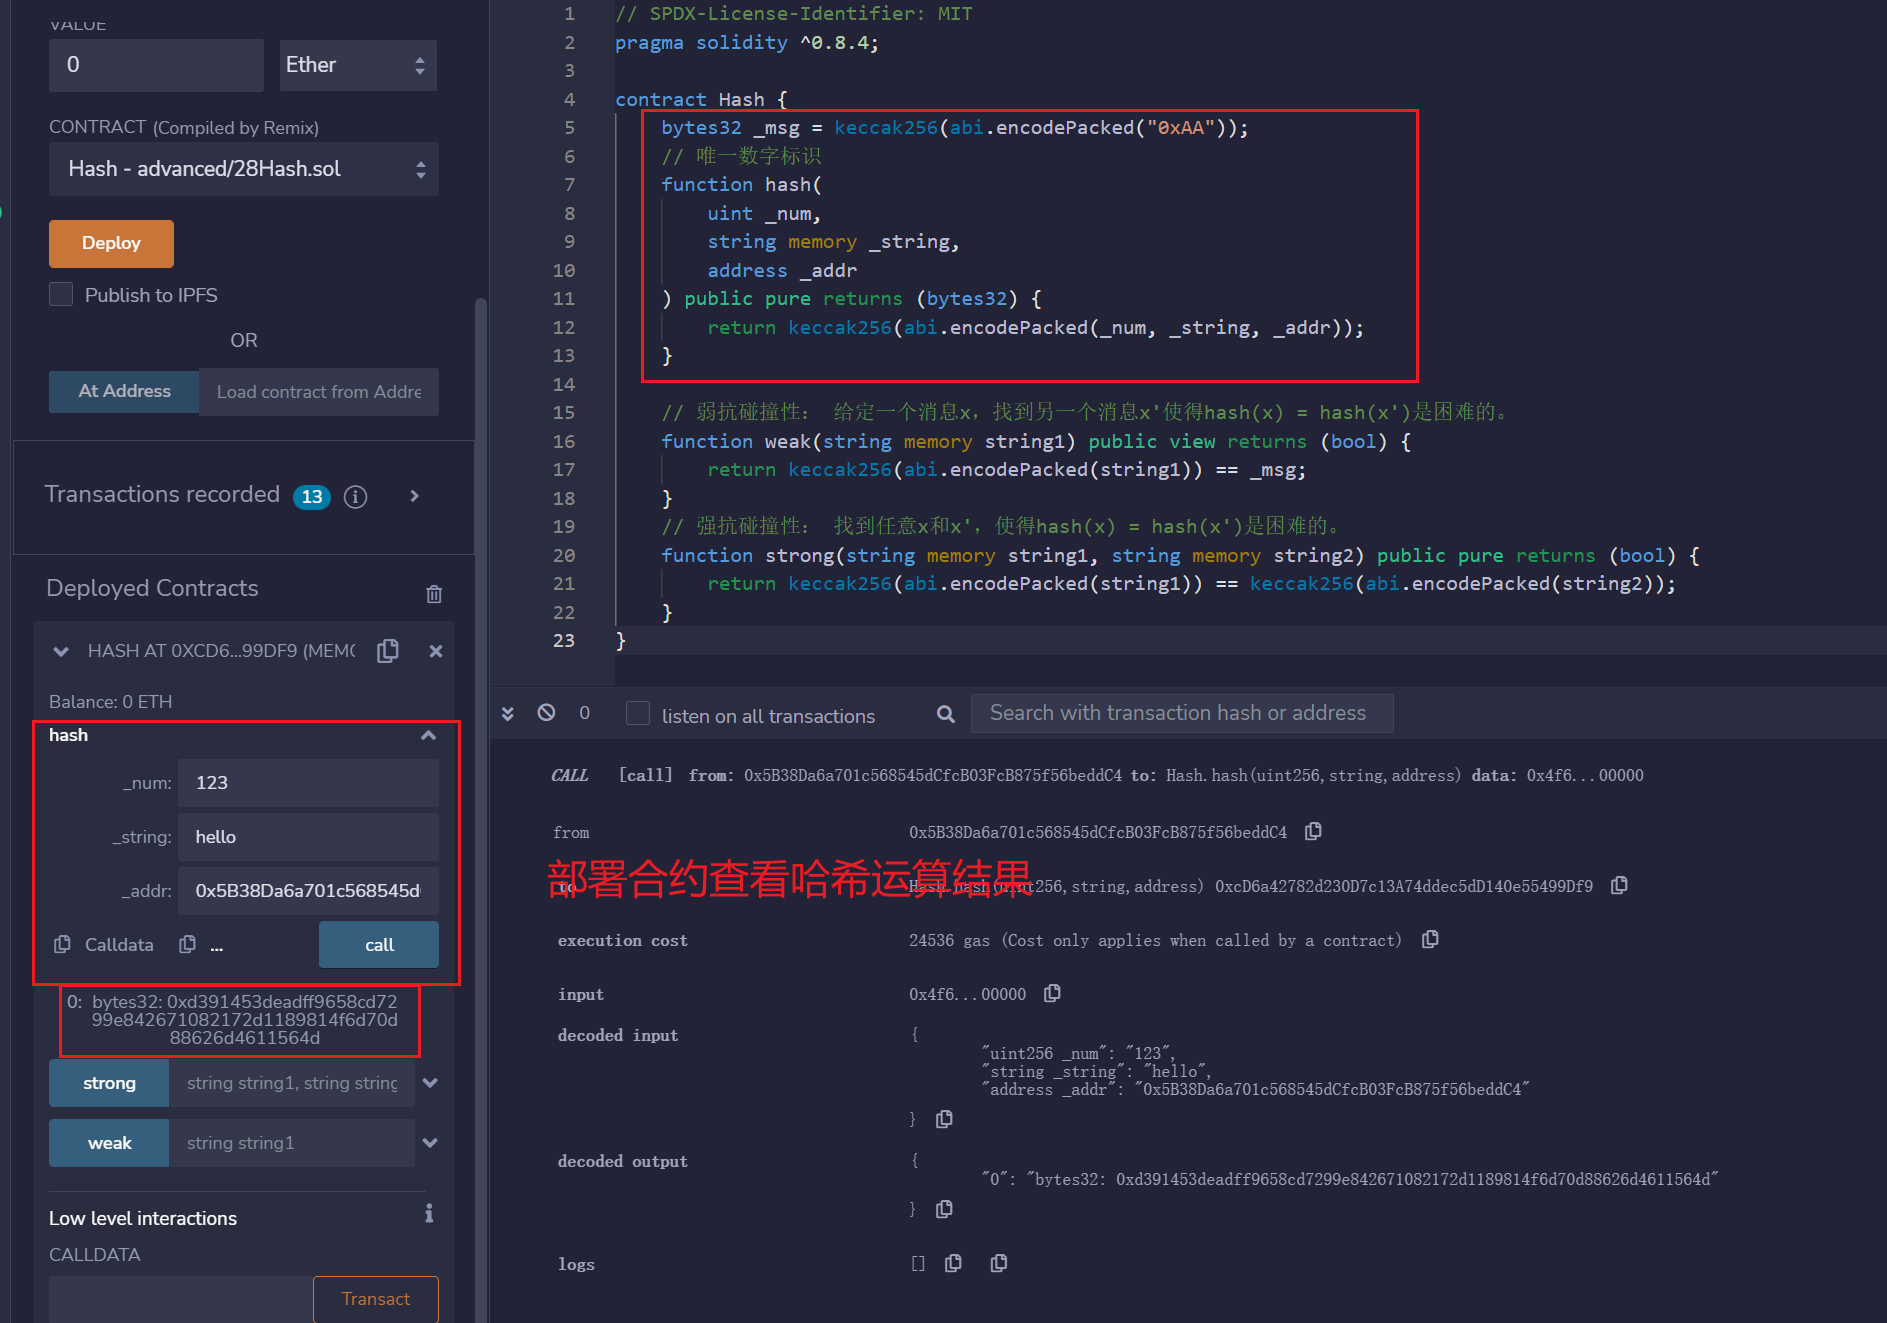 VALUE
0
Ether
CONTRACT (Compiled by Remix)
Hash - advanced/28Hash.sol
Deploy
Publish to IPFS
OR
At Address
Load contract from Addre
Transactions recorded 13
Deployed Contracts
HASH AT 0XCD6...99DF9 (MEMO
Balance: 0 ETH
hash
_num: 123
_string: hello
_addr: 0x5B38Da6a701c568545d
Calldata ...
call
0: bytes32: 0xd391453deadff9658cd72
99e842671082172d1189814f6d70d
88626d4611564d
strong string string1, string string
weak string string1
Low level interactions
CALLDATA
Transact
1 // SPDX-License-Identifier: MIT
2 pragma solidity ^0.8.4;
3
4 contract Hash {
5 bytes32 _msg = keccak256(abi.encodePacked("0xAA"));
6 // 唯一数字标识
7 function hash(
8 uint _num,
9 string memory _string,
10 address _addr
11 ) public pure returns (bytes32) {
12 return keccak256(abi.encodePacked(_num, _string, _addr));
13 }
14
15 // 弱抗碰撞性： 给定一个消息x，找到另一个消息x'使得hash(x) = hash(x')是困难的。
16 function weak(string memory string1) public view returns (bool) {
17 return keccak256(abi.encodePacked(string1)) == _msg;
18 }
19 // 强抗碰撞性： 找到任意x和x'，使得hash(x) = hash(x')是困难的。
20 function strong(string memory string1, string memory string2) public pure returns (bool) {
21 return keccak256(abi.encodePacked(string1)) == keccak256(abi.encodePacked(string2));
22 }
23 }
0 listen on all transactions Search with transaction hash or address
CALL [call] from: 0x5B38Da6a701c568545dCfcB03FcB875f56beddC4 to: Hash.hash(uint256,string,address) data: 0x4f6...00000
from 0x5B38Da6a701c568545dCfcB03FcB875f56beddC4
部署合约查看哈希运算结果
to Hash.hash(uint256,string,address) 0xcD6a42782d230D7c13A74ddec5dD140e55499Df9
execution cost 24536 gas (Cost only applies when called by a contract)
input 0x4f6...00000
decoded input {
"uint256 _num": "123",
"string _string": "hello",
"address _addr": "0x5B38Da6a701c568545dCfcB03FcB875f56beddC4"
}
decoded output {
"0": "bytes32: 0xd391453deadff9658cd7299e842671082172d1189814f6d70d88626d4611564d"
}
logs []